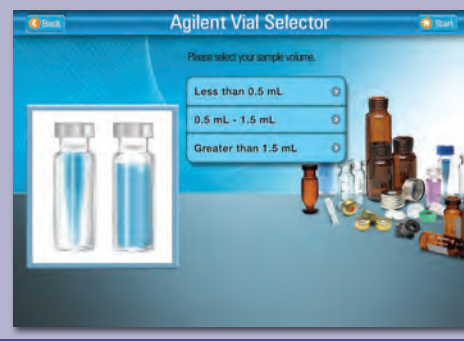 Back
Agilent Vial Selector
Start
Please select your sample volume.
Less than 0.5 mL
0.5 mL - 1.5 mL
Greater than 1.5 mL